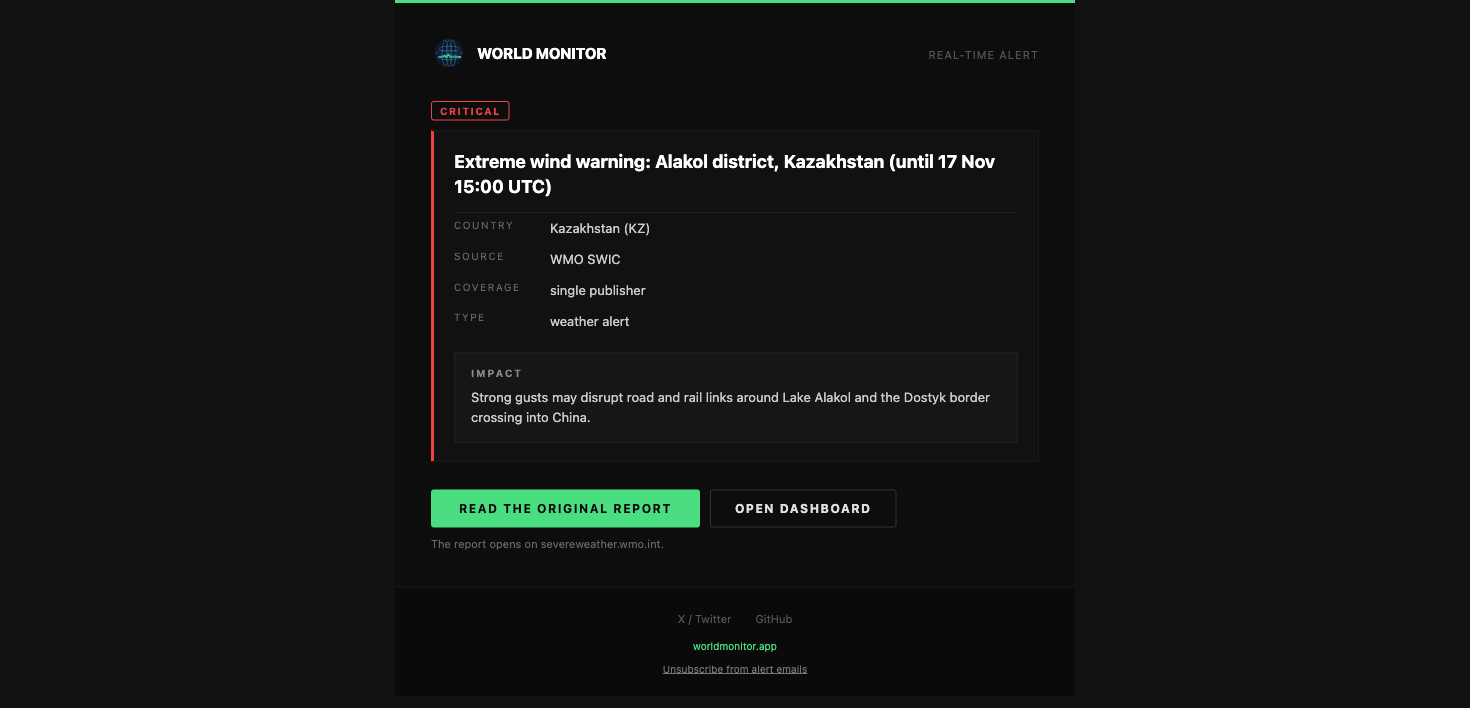 WORLD MONITOR
REAL-TIME ALERT
CRITICAL
Extreme wind warning: Alakol district, Kazakhstan (until 17 Nov
15:00 UTC)
COUNTRY Kazakhstan (KZ)
SOURCE WMO SWIC
COVERAGE single publisher
TYPE weather alert
IMPACT
Strong gusts may disrupt road and rail links around Lake Alakol and the Dostyk border
crossing into China.
READ THE ORIGINAL REPORT OPEN DASHBOARD
The report opens on severeweather.wmo.int.
X / Twitter GitHub
worldmonitor.app
Unsubscribe from alert emails